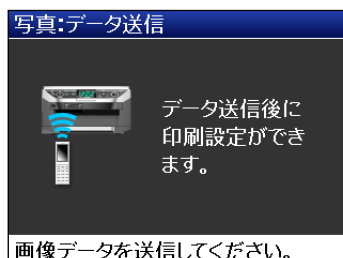 写真:データ送信
データ送信後に
印刷設定ができ
ます。
画像データを送信してください。